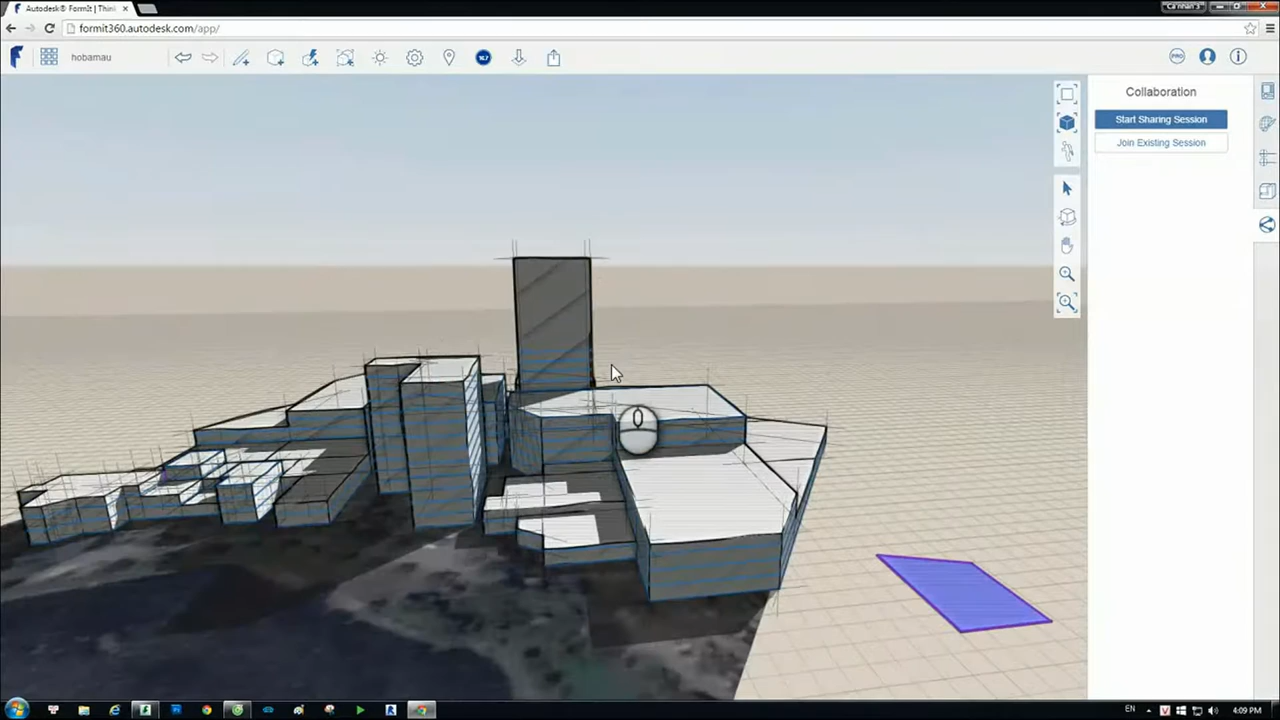 Autodesk® FormIt | Thin
formit360.autodesk.com/app/
hobamau
PRO
Collaboration
Start Sharing Session
Join Existing Session
EN
4:09 PM